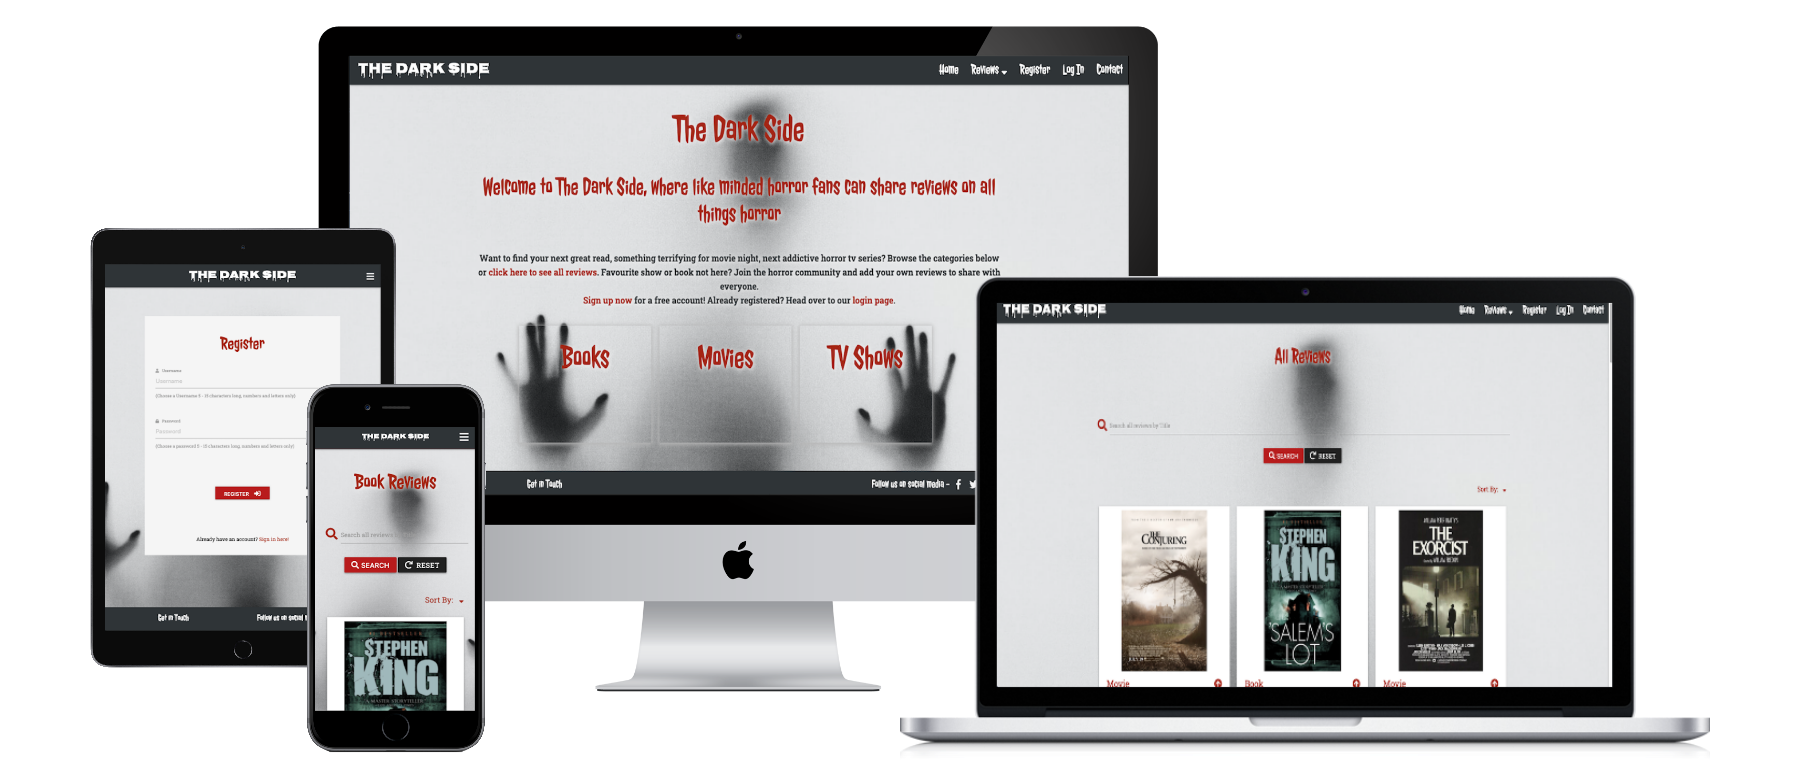 THE DARK SIDE
Home Reviews Register Log In Contact
The Dark Side
Welcome to The Dark Side, where like minded horror fans can share reviews on all
things horror
Want to find your next great read, something terrifying for movie night, next addictive horror tv series? Browse the categories below
or click here to see all reviews. Favourite show or book not here? Join the horror community and add your own reviews to share with
everyone.
Sign up now for a free account! Already registered? Head over to our login page.
Books Movies TV Shows
Get in Touch
Follow us on social media -
THE DARK SIDE
Register
Username
Username
(Choose a Username 5 - 15 characters long, numbers and letters only)
Password
Password
(Choose a password 5 - 15 characters long, numbers and letters only)
REGISTER
Already have an account? Sign in here!
Get in Touch
Follow us on social
THE DARK SIDE
Book Reviews
Search all reviews
SEARCH RESET
Sort By:
STEPHEN
KING
MASTER STORYTELLER
THE DARK SIDE
Home Reviews Register Log In Contact
All Reviews
Search all reviews by Title
SEARCH RESET
Sort By:
THE
CONJURING
Movie
STEPHEN
KING
'SALEM'S
LOT
Book
THE
EXORCIST
Movie